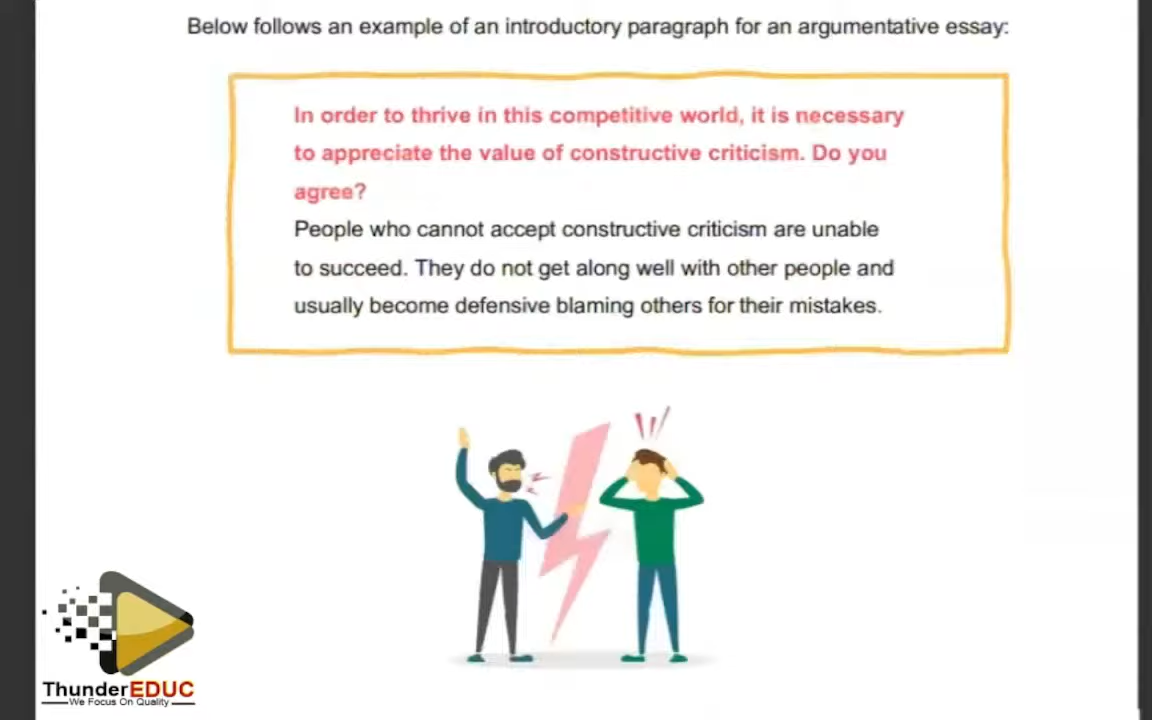 Below follows an example of an introductory paragraph for an argumentative essay:
In order to thrive in this competitive world, it is necessary
to appreciate the value of constructive criticism. Do you
agree?
People who cannot accept constructive criticism are unable
to succeed. They do not get along well with other people and
usually become defensive blaming others for their mistakes.
ThunderEDUC
We Focus On Quality